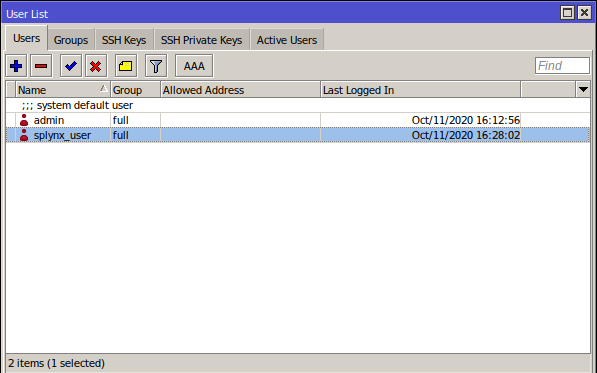 User List
Users Groups SSH Keys SSH Private Keys Active Users
AAA Find
Name Group Allowed Address Last Logged In
;;; system default user
admin full Oct/11/2020 16:12:56
splynx_user full Oct/11/2020 16:28:02
2 items (1 selected)